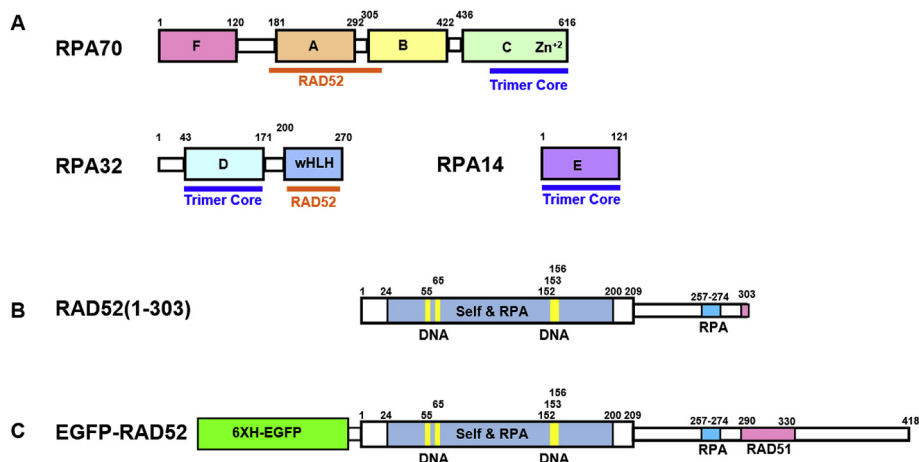 A
RPA70
1 120 181 292 305 422 436 616
F A B C Zn+2
RAD52
Trimer Core
RPA32
1 43 171 200 270
D wHLH
Trimer Core
RAD52
RPA14
1 121
E
Trimer Core
B
RAD52(1-303)
156
65 153
1 24 55 152 200 209 257-274 303
Self & RPA
DNA DNA RPA
C
EGFP-RAD52
156
65 153
1 24 55 152 200 209 257-274 290 330 418
6XH-EGFP Self & RPA
DNA DNA RPA RAD51